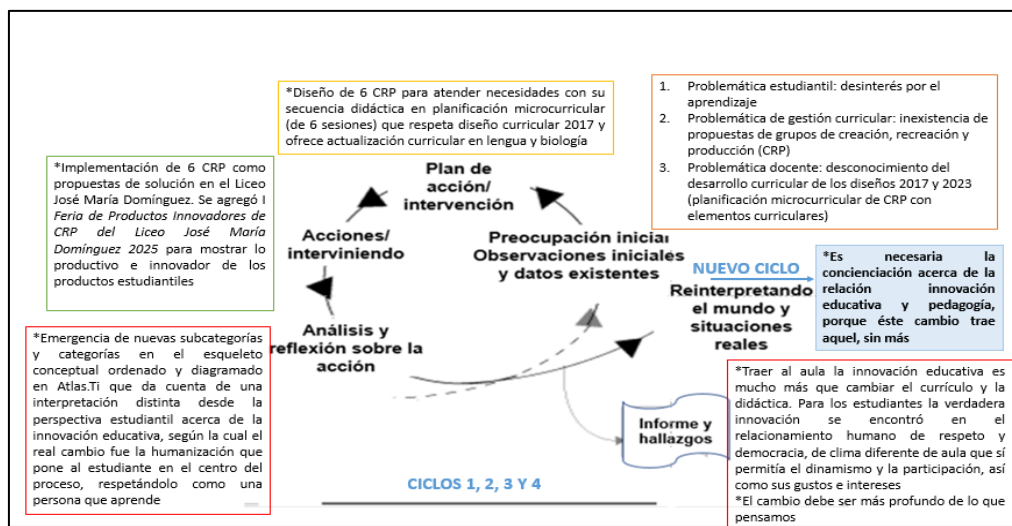 *Diseño de 6 CRP para atender necesidades con su
secuencia didáctica en planificación microcurricular
(de 6 sesiones) que respeta diseño curricular 2017 y
ofrece actualización curricular en lengua y biología
1. Problemática estudiantil: desinterés por el
aprendizaje
2. Problemática de gestión curricular: inexistencia de
propuestas de grupos de creación, recreación y
producción (CRP)
3. Problemática docente: desconocimiento del
desarrollo curricular de los diseños 2017 y 2023
(planificación microcurricular de CRP con
elementos curriculares)
*Implementación de 6 CRP como
propuestas de solución en el Liceo
José María Domínguez. Se agregó I
Feria de Productos Innovadores de
CRP del Liceo José María
Domínguez 2025 para mostrar lo
productivo e innovador de los
productos estudiantiles
Plan de
acción/
intervención
Acciones/
interviniendo
Preocupación inicial
Observaciones iniciales
y datos existentes
NUEVO CICLO
*Es necesaria la
concienciación acerca de la
relación innovación
educativa y pedagogía,
porque éste cambio trae
aquel, sin más
Reinterpretando
el mundo y
situaciones
reales
Análisis y
reflexión sobre la
acción
*Emergencia de nuevas subcategorías
y categorías en el esqueleto
conceptual ordenado y diagramado
en Atlas.Ti que da cuenta de una
interpretación distinta desde la
perspectiva estudiantil acerca de la
innovación educativa, según la cual el
real cambio fue la humanización que
pone al estudiante en el centro del
proceso, respetándolo como una
persona que aprende
*Traer al aula la innovación educativa es
mucho más que cambiar el currículo y la
didáctica. Para los estudiantes la verdadera
innovación se encontró en el
relacionamiento humano de respeto y
democracia, de clima diferente de aula que sí
permitía el dinamismo y la participación, así
como sus gustos e intereses
*El cambio debe ser más profundo de lo que
pensamos
Informe y
hallazgos
CICLOS 1, 2, 3 Y 4